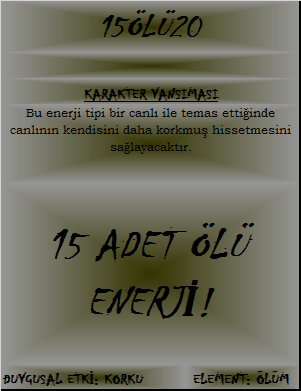 15ÖLÜ20
KARAKTER YANSIMASI
Bu enerji tipi bir canlı ile temas ettiğinde
canlının kendisini daha korkmuş hissetmesini
sağlayacaktır.
15 ADET ÖLÜ
ENERJİ!
DUYGUSAL ETKİ: KORKU ELEMENT: ÖLÜM